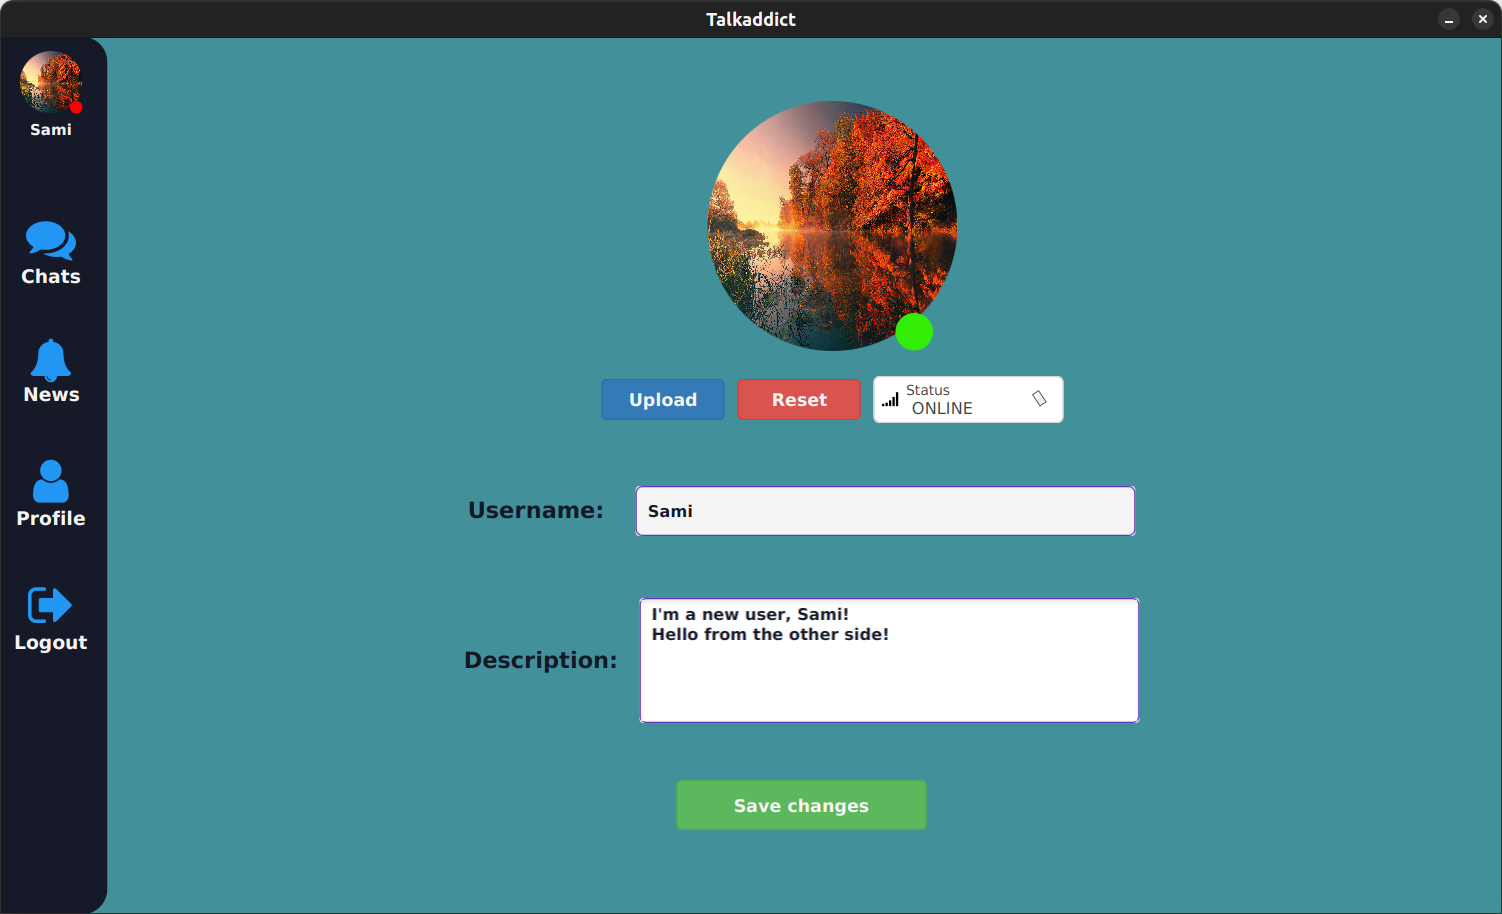 Talkaddict
Sami
Chats
News
Profile
Logout
Upload
Reset
Status
ONLINE
Username:
Sami
Description:
I'm a new user, Sami!
Hello from the other side!
Save changes